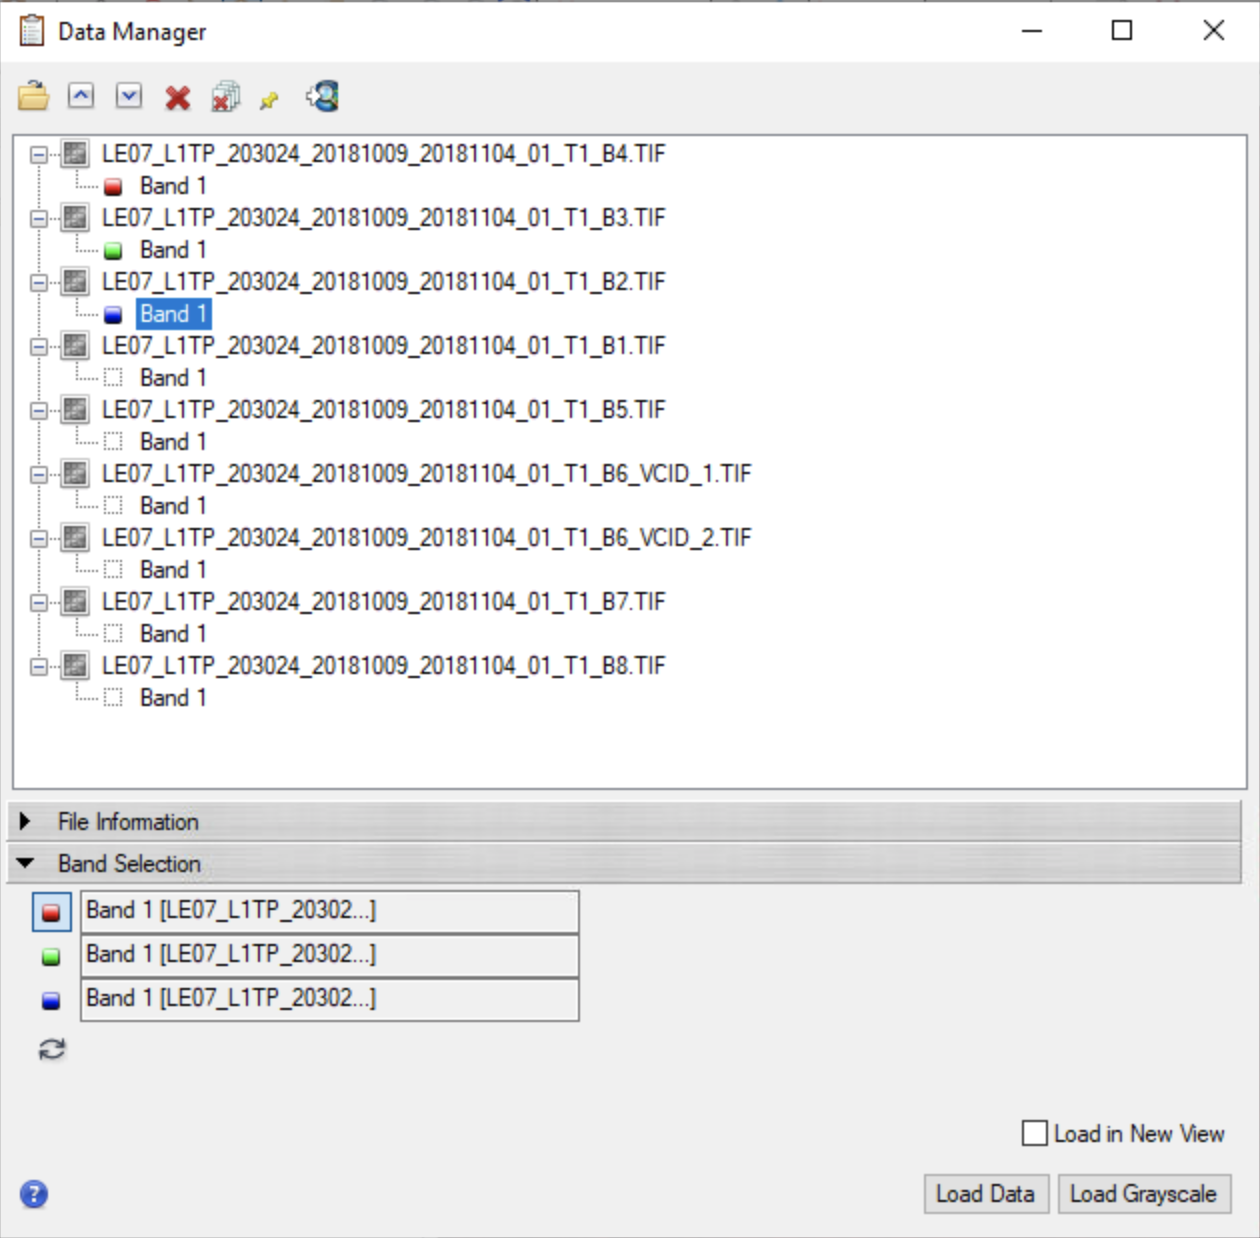 Data Manager
LE07_L1TP_203024_20181009_20181104_01_T1_B4.TIF
Band 1
LE07_L1TP_203024_20181009_20181104_01_T1_B3.TIF
Band 1
LE07_L1TP_203024_20181009_20181104_01_T1_B2.TIF
Band 1
LE07_L1TP_203024_20181009_20181104_01_T1_B1.TIF
Band 1
LE07_L1TP_203024_20181009_20181104_01_T1_B5.TIF
Band 1
LE07_L1TP_203024_20181009_20181104_01_T1_B6_VCID_1.TIF
Band 1
LE07_L1TP_203024_20181009_20181104_01_T1_B6_VCID_2.TIF
Band 1
LE07_L1TP_203024_20181009_20181104_01_T1_B7.TIF
Band 1
LE07_L1TP_203024_20181009_20181104_01_T1_B8.TIF
Band 1
File Information
Band Selection
Band 1 [LE07_L1TP_20302...]
Band 1 [LE07_L1TP_20302...]
Band 1 [LE07_L1TP_20302...]
Load in New View
? Load Data Load Grayscale